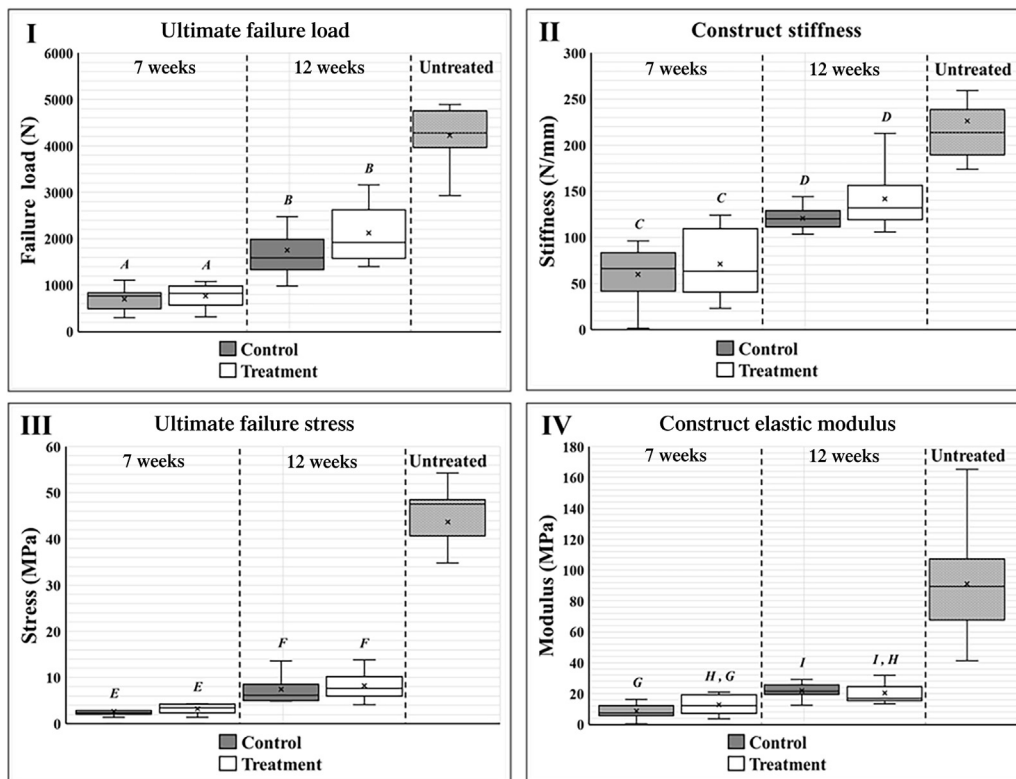 I Ultimate failure load
7 weeks 12 weeks Untreated
Failure load (N)
6000
5000
4000
3000
2000
1000
0
A A B B
Control
Treatment
II Construct stiffness
7 weeks 12 weeks Untreated
Stiffness (N/mm)
300
250
200
150
100
50
0
C C D D
Control
Treatment
III Ultimate failure stress
7 weeks 12 weeks Untreated
Stress (MPa)
60
50
40
30
20
10
0
E E F F
Control
Treatment
IV Construct elastic modulus
7 weeks 12 weeks Untreated
Modulus (MPa)
180
160
140
120
100
80
60
40
20
0
G H , G I I , H
Control
Treatment